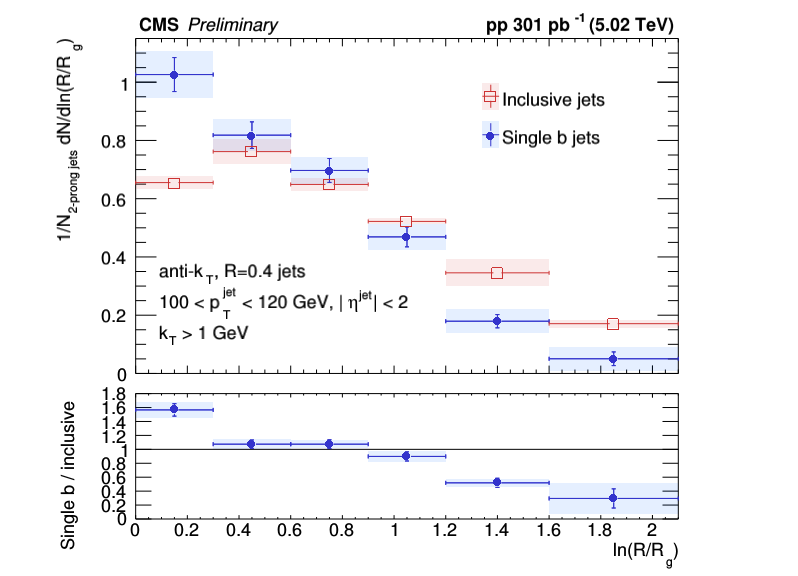 CMS Preliminary pp 301 pb -1 (5.02 TeV)
1/N2-prong jets dN/dln(R/Rg)
1
0.8
0.6
0.4
0.2
0
Inclusive jets
Single b jets
anti-kT, R=0.4 jets
100 < pTjet < 120 GeV, | ηjet| < 2
kT > 1 GeV
Single b / inclusive
1.8
1.6
1.4
1.2
1
0.8
0.6
0.4
0.2
0
0 0.2 0.4 0.6 0.8 1 1.2 1.4 1.6 1.8 2
ln(R/Rg)